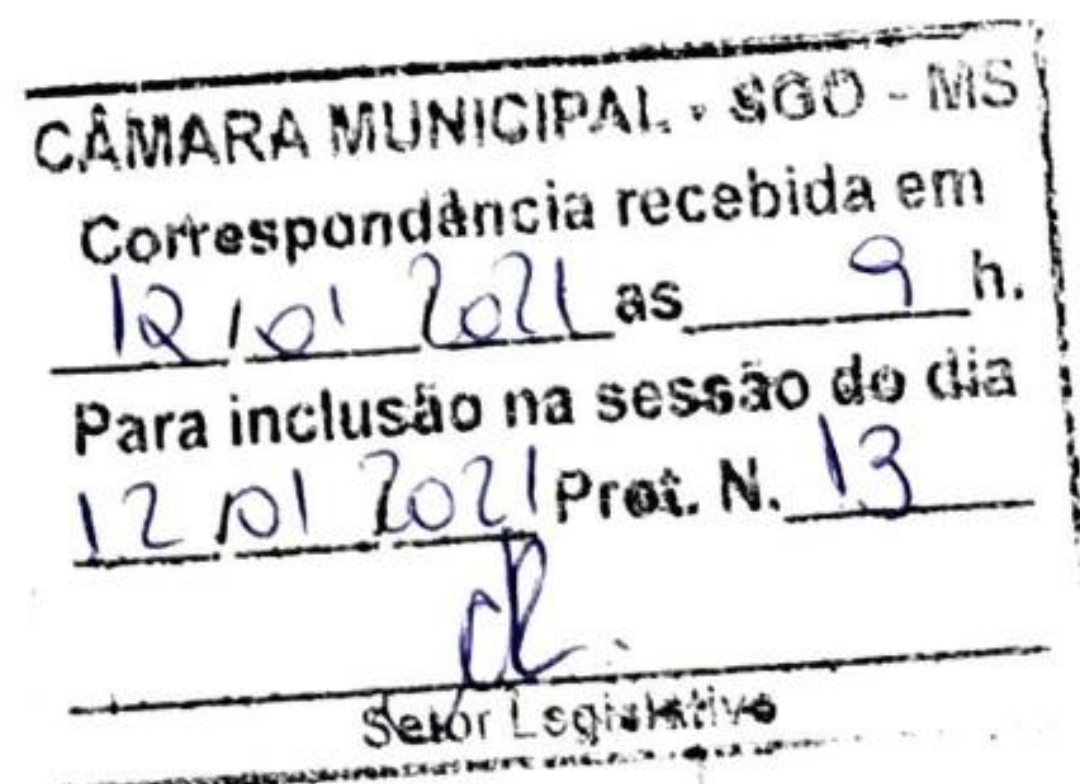 CÂMARA MUNICIPAL - SGO - MS
Correspondância recebida em
12/01 2021 as 9 h.
Para inclusão na sessão do dia
12/01 2021 Prot. N. 13
Setor Legislativo